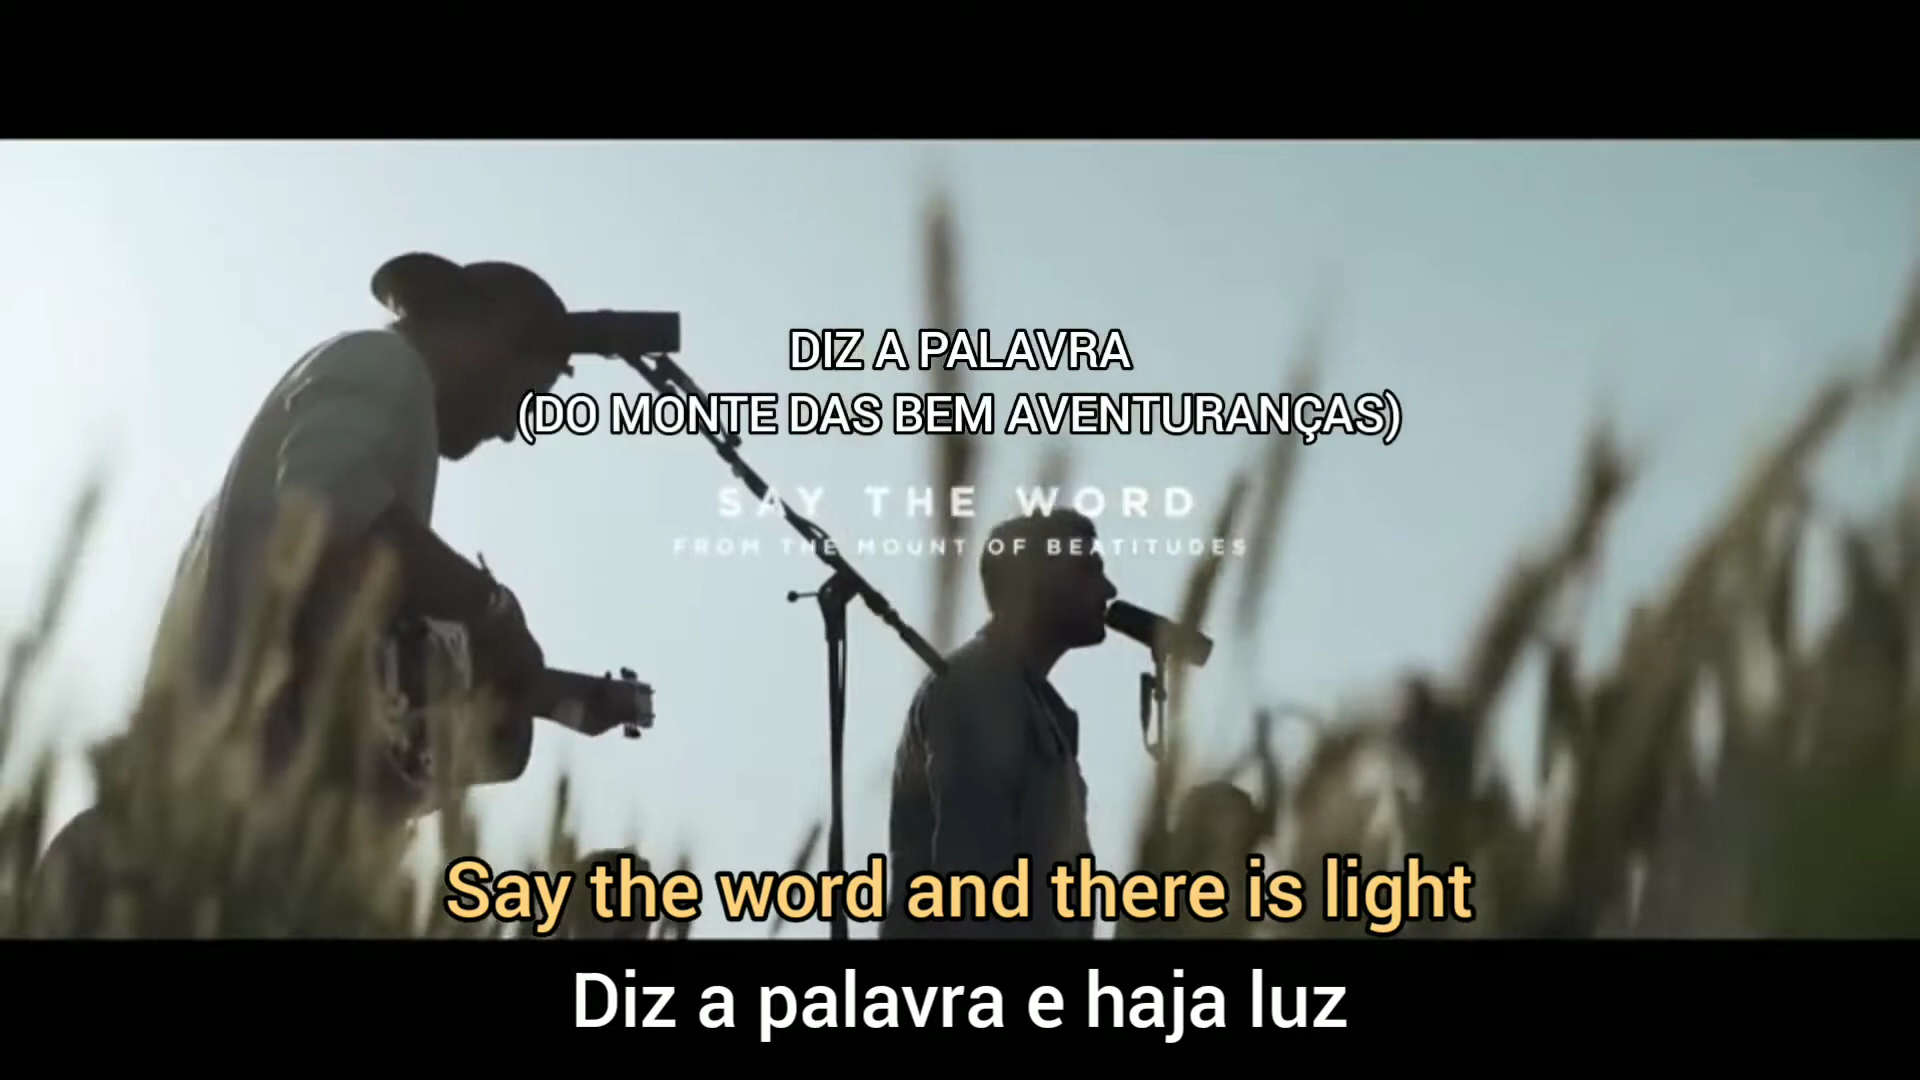 DIZ A PALAVRA
(DO MONTE DAS BEM AVENTURANÇAS)
SAY THE WORD
FROM THE MOUNT OF BEATITUDES
Say the word and there is light
Diz a palavra e haja luz